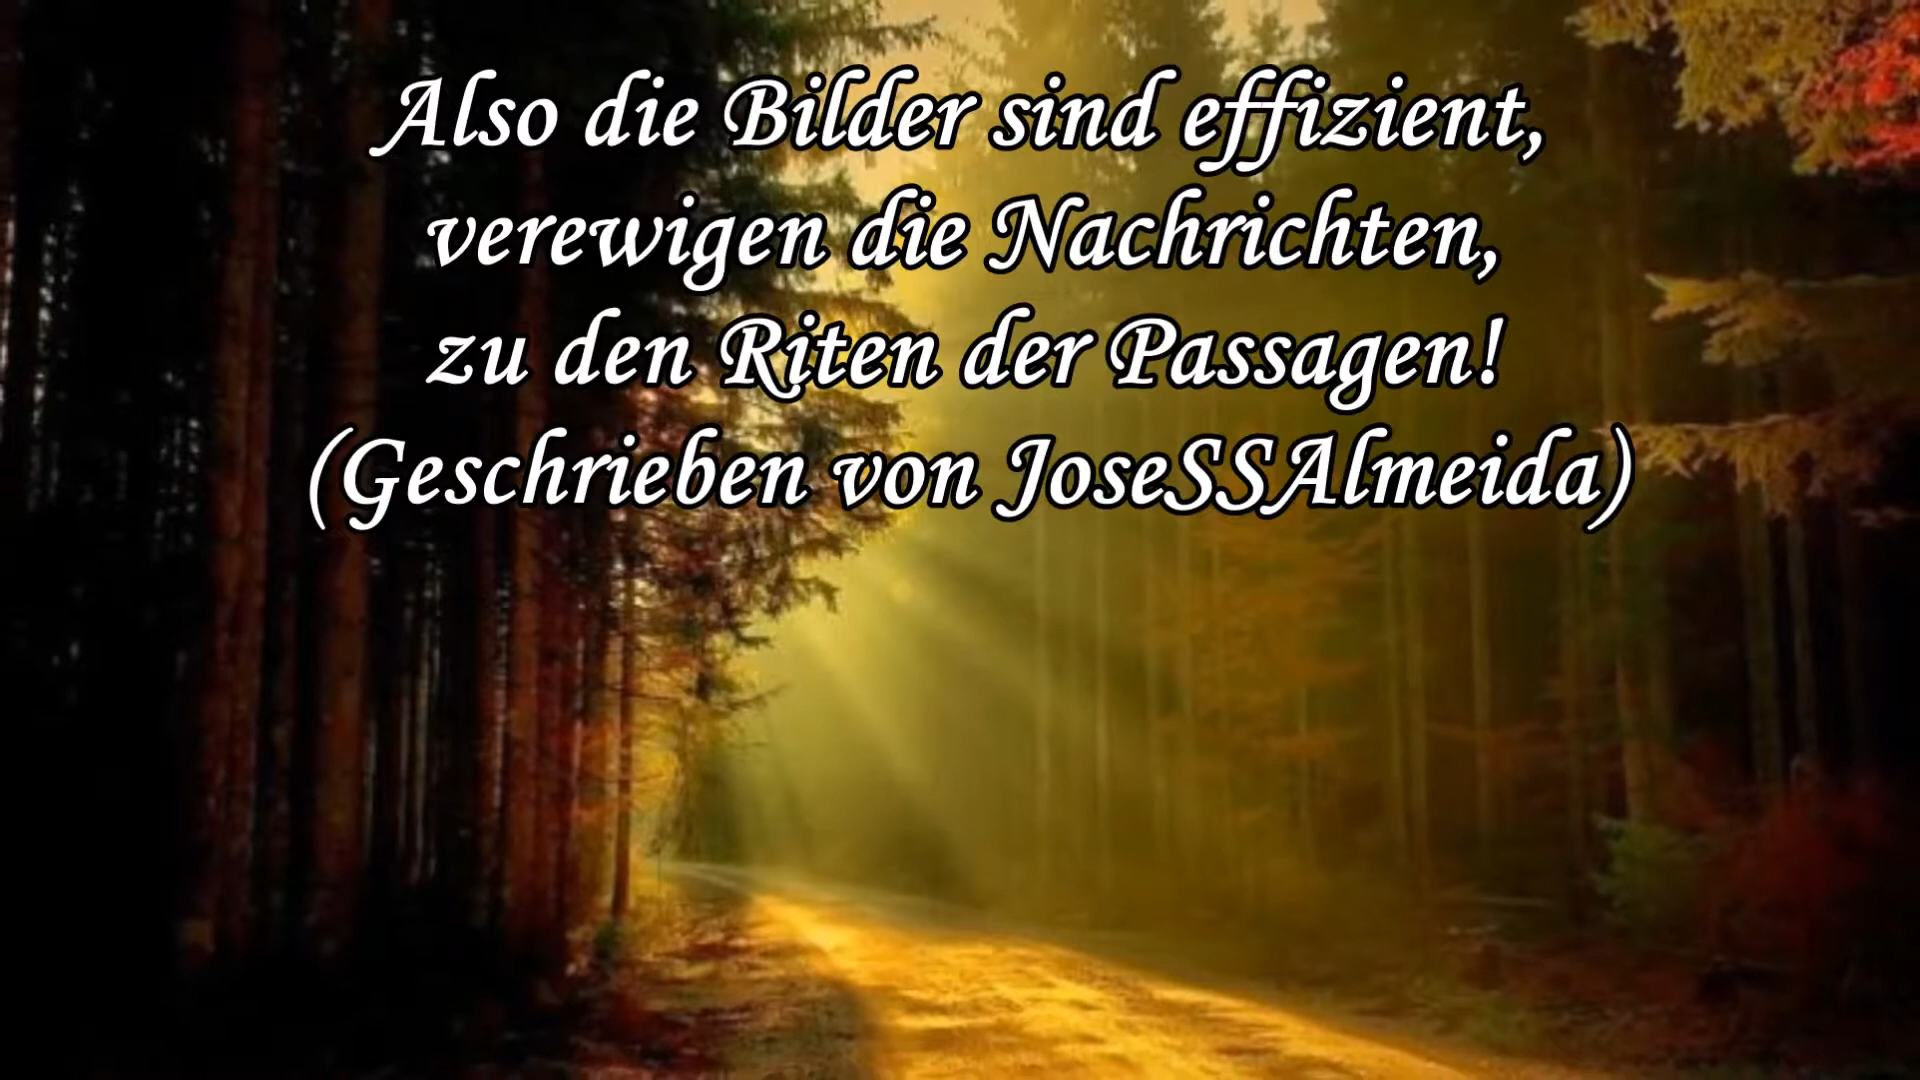 Also die Bilder sind effizient,
verewigen die Nachrichten,
zu den Riten der Passagen!
(Geschrieben von JoseSSAlmeida)